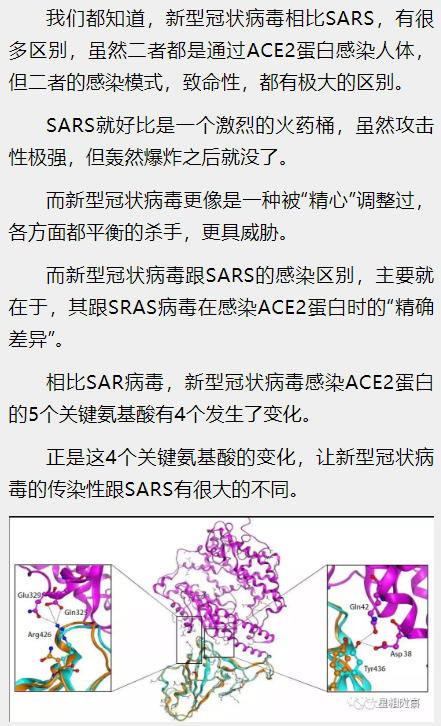 我们都知道，新型冠状病毒相比SARS，有很
多区别，虽然二者都是通过ACE2蛋白感染人体，
但二者的感染模式，致命性，都有极大的区别。
SARS就好比是一个激烈的火药桶，虽然攻击
性极强，但轰然爆炸之后就没了。
而新型冠状病毒更像是一种被“精心”调整过，
各方面都平衡的杀手，更具威胁。
而新型冠状病毒跟SARS的感染区别，主要就
在于，其跟SRAS病毒在感染ACE2蛋白时的“精确
差异”。
相比SAR病毒，新型冠状病毒感染ACE2蛋白
的5个关键氨基酸有4个发生了变化。
正是这4个关键氨基酸的变化，让新型冠状病
毒的传染性跟SARS有很大的不同。
Glu329
Gln325
Arg426
Gln42
Asp 38
Tyr436